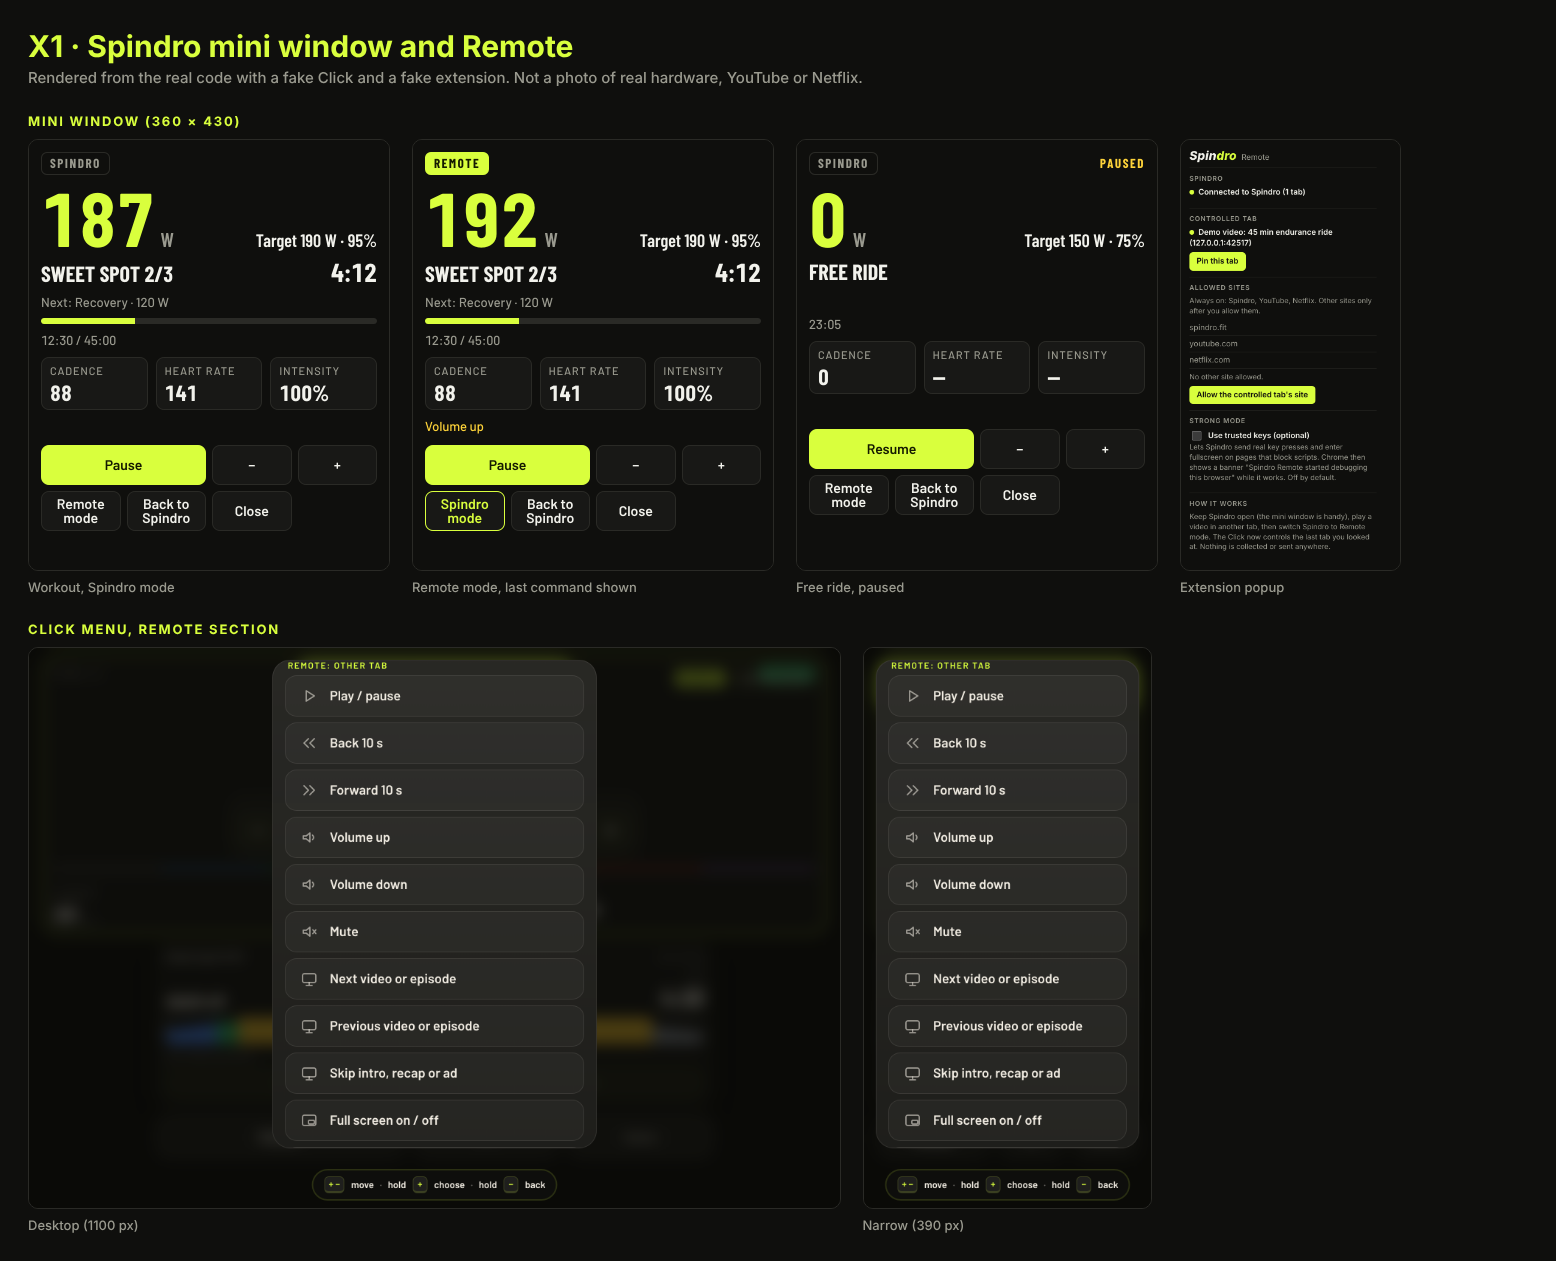 X1 · Spindro mini window and Remote
Rendered from the real code with a fake Click and a fake extension. Not a photo of real hardware, YouTube or Netflix.
MINI WINDOW (360 × 430)
SPINDRO
187 W
Target 190 W · 95%
SWEET SPOT 2/3
4:12
Next: Recovery · 120 W
12:30 / 45:00
CADENCE
88
HEART RATE
141
INTENSITY
100%
Pause
−
+
Remote
mode
Back to
Spindro
Close
Workout, Spindro mode
REMOTE
192 W
Target 190 W · 95%
SWEET SPOT 2/3
4:12
Next: Recovery · 120 W
12:30 / 45:00
CADENCE
88
HEART RATE
141
INTENSITY
100%
Volume up
Pause
−
+
Spindro
mode
Back to
Spindro
Close
Remote mode, last command shown
SPINDRO
PAUSED
0 W
Target 150 W · 75%
FREE RIDE
23:05
CADENCE
0
HEART RATE
–
INTENSITY
–
Resume
−
+
Remote
mode
Back to
Spindro
Close
Free ride, paused
Spindro Remote
SPINDRO
Connected to Spindro (1 tab)
CONTROLLED TAB
Demo video: 45 min endurance ride
(127.0.0.1:42517)
Pin this tab
ALLOWED SITES
Always on: Spindro, YouTube, Netflix. Other sites only
after you allow them.
spindro.fit
youtube.com
netflix.com
No other site allowed.
Allow the controlled tab's site
STRONG MODE
Use trusted keys (optional)
Lets Spindro send real key presses and enter
fullscreen on pages that block scripts. Chrome then
shows a banner "Spindro Remote started debugging
this browser" while it works. Off by default.
HOW IT WORKS
Keep Spindro open (the mini window is handy), play a
video in another tab, then switch Spindro to Remote
mode. The Click now controls the last tab you looked
at. Nothing is collected or sent anywhere.
Extension popup
CLICK MENU, REMOTE SECTION
REMOTE: OTHER TAB
Play / pause
Back 10 s
Forward 10 s
Volume up
Volume down
Mute
Next video or episode
Previous video or episode
Skip intro, recap or ad
Full screen on / off
+ − move · hold + choose · hold − back
Desktop (1100 px)
REMOTE: OTHER TAB
Play / pause
Back 10 s
Forward 10 s
Volume up
Volume down
Mute
Next video or episode
Previous video or episode
Skip intro, recap or ad
Full screen on / off
+ − move · hold + choose · hold − back
Narrow (390 px)